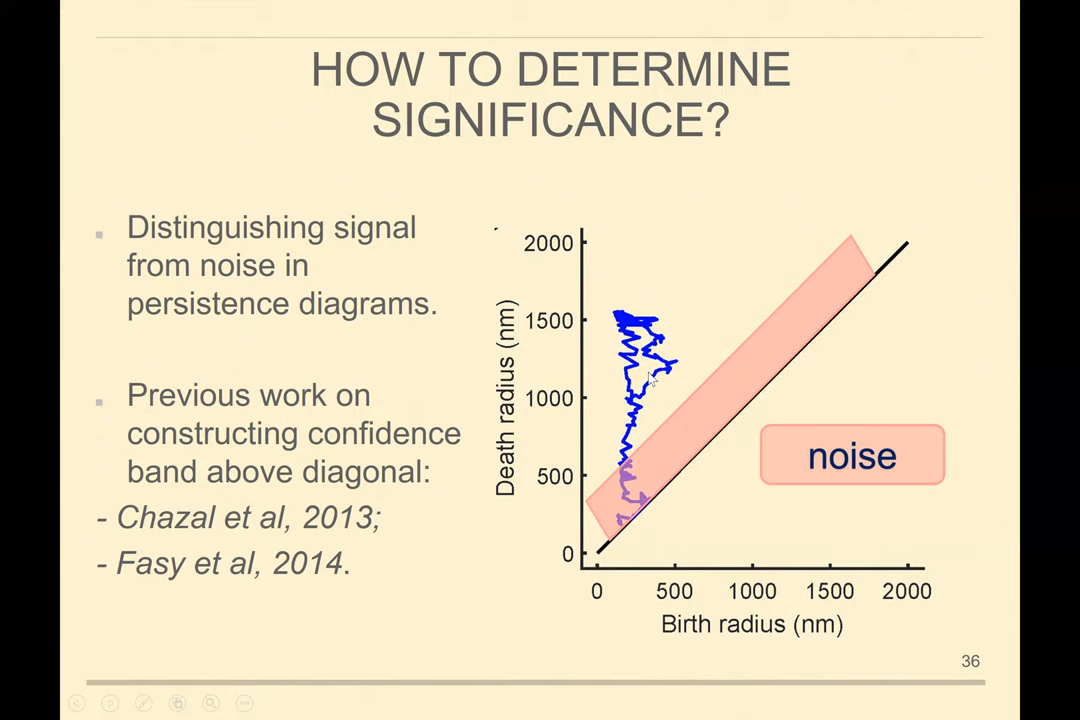 HOW TO DETERMINE
SIGNIFICANCE?
Distinguishing signal
from noise in
persistence diagrams.
Previous work on
constructing confidence
band above diagonal:
- Chazal et al, 2013;
- Fasy et al, 2014.
Death radius (nm)
2000
1500
1000
500
0
noise
0 500 1000 1500 2000
Birth radius (nm)
36